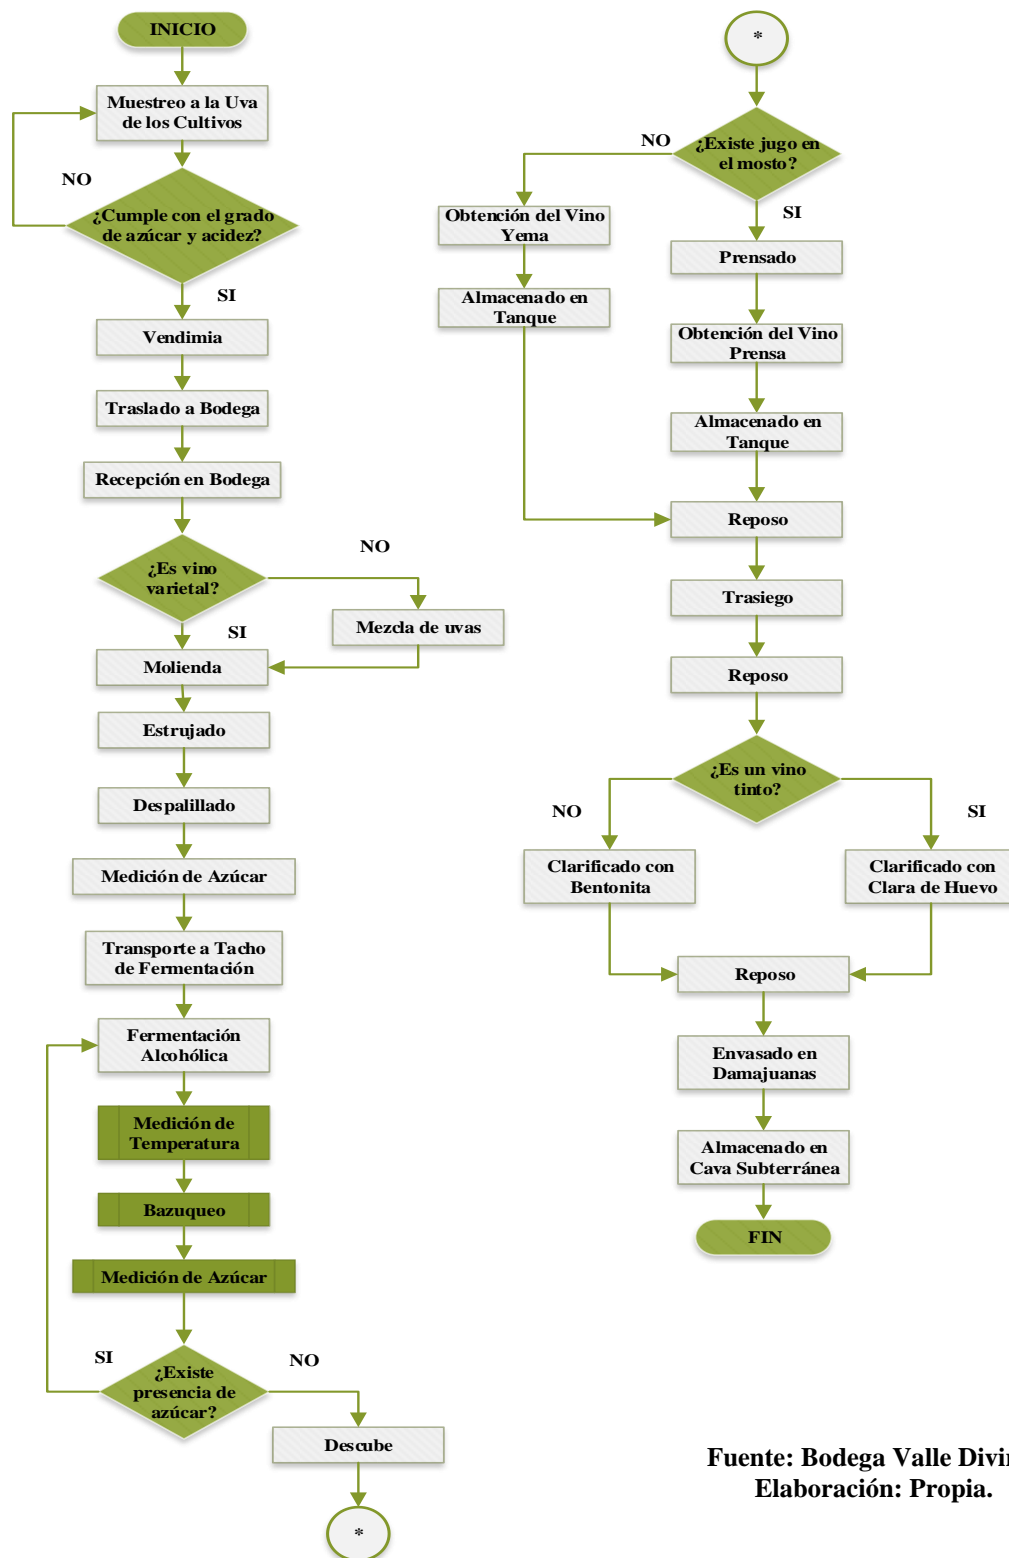 INICIO
Muestreo a la Uva
de los Cultivos
NO
¿Cumple con el grado
de azúcar y acidez?
SI
Vendimia
Traslado a Bodega
Recepción en Bodega
¿Es vino
varietal?
NO
Mezcla de uvas
SI
Molienda
Estrujado
Despalillado
Medición de Azúcar
Transporte a Tacho
de Fermentación
Fermentación
Alcohólica
Medición de
Temperatura
Bazuqueo
Medición de Azúcar
SI
¿Existe
presencia de
azúcar?
NO
Descube
*
*
¿Existe jugo en
el mosto?
NO
Obtención del Vino
Yema
Almacenado en
Tanque
SI
Prensado
Obtención del Vino
Prensa
Almacenado en
Tanque
Reposo
Trasiego
Reposo
¿Es un vino
tinto?
NO
SI
Clarificado con
Bentonita
Clarificado con
Clara de Huevo
Reposo
Envasado en
Damajuanas
Almacenado en
Cava Subterránea
FIN
Fuente: Bodega Valle
Elaboración: Propia.